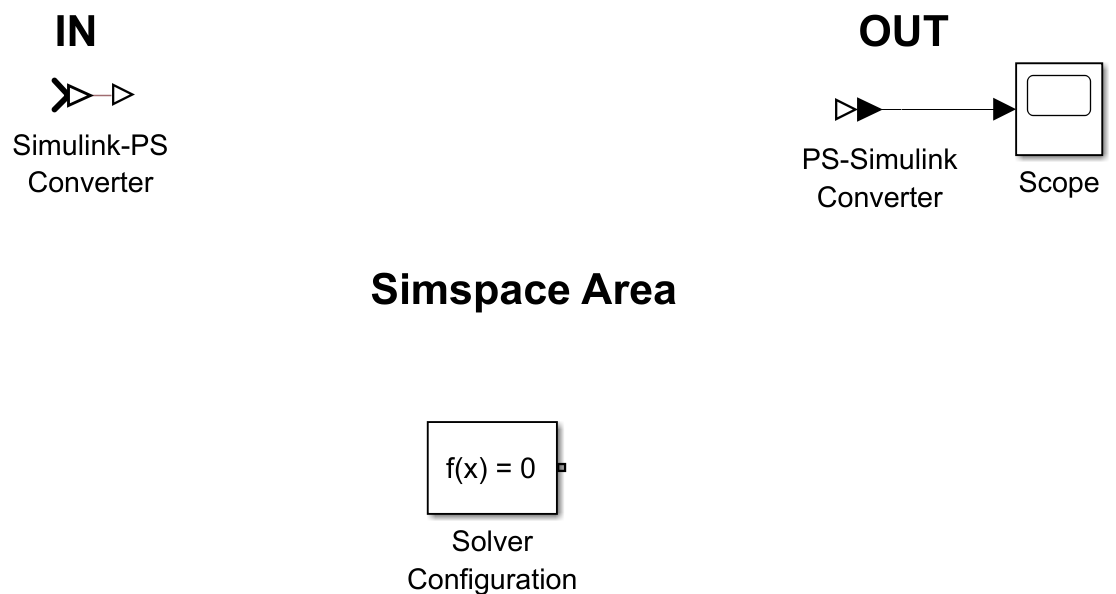 IN
OUT
Simulink-PS
Converter
PS-Simulink
Converter
Scope
Simspace Area
f(x) = 0
Solver
Configuration